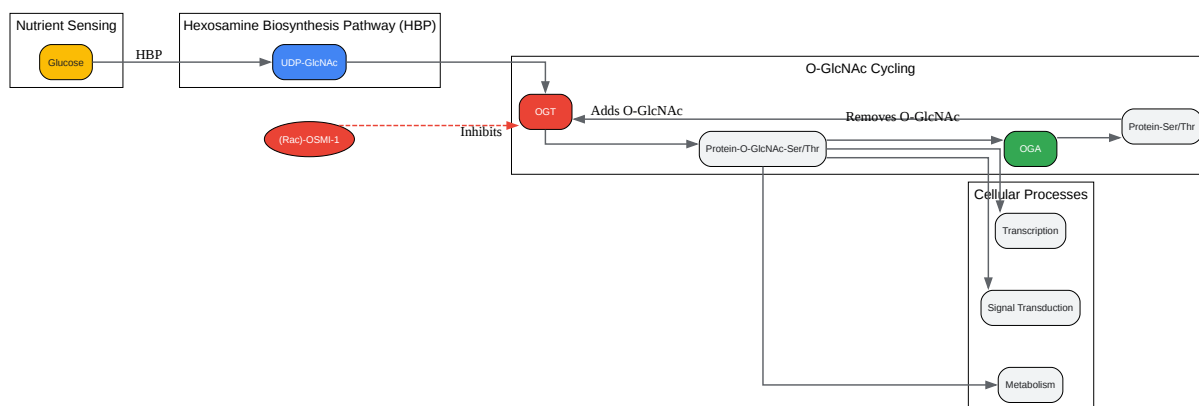 Nutrient Sensing
Hexosamine Biosynthesis Pathway (HBP)
Glucose
HBP
UDP-GlcNAc
O-GlcNAc Cycling
OGT
Adds O-GlcNAc
Removes O-GlcNAc
Protein-Ser/Thr
(Rac)-OSMI-1
Inhibits
Protein-O-GlcNAc-Ser/Thr
OGA
Cellular Processes
Transcription
Signal Transduction
Metabolism